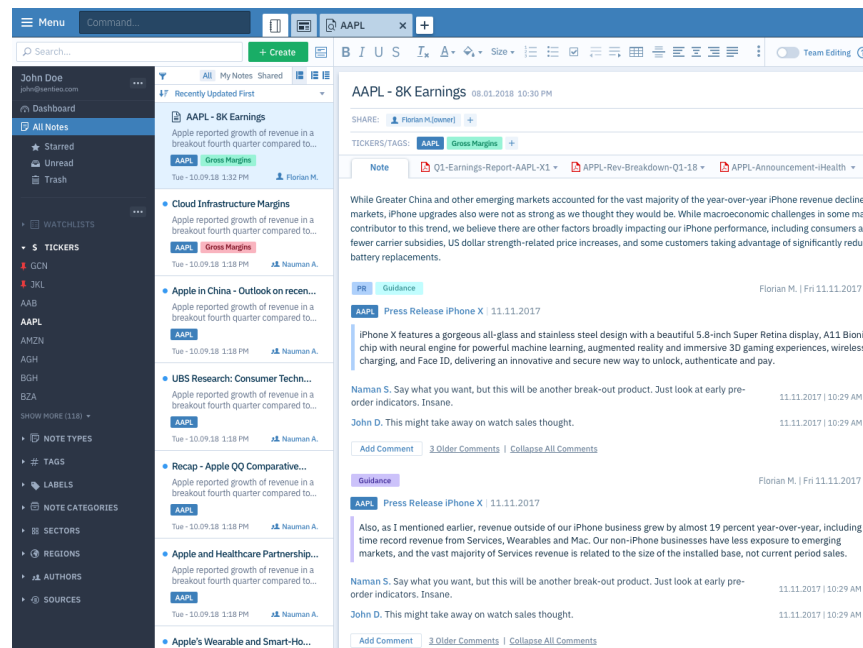 Menu
Command...
AAPL
×
+
Search...
+ Create
B I U S Ix A Size
Team Editing
John Doe
john@sentieo.com
Dashboard
All Notes
Starred
Unread
Trash
WATCHLISTS
S TICKERS
GCN
JKL
AAB
AAPL
AMZN
AGH
BGH
BZA
SHOW MORE (118)
NOTE TYPES
# TAGS
LABELS
NOTE CATEGORIES
SECTORS
REGIONS
AUTHORS
SOURCES
All My Notes Shared
Recently Updated First
AAPL - 8K Earnings
Apple reported growth of revenue in a
breakout fourth quarter compared to...
AAPL Gross Margins
Tue - 10.09.18 1:32 PM Florian M.
Cloud Infrastructure Margins
Apple reported growth of revenue in a
breakout fourth quarter compared to...
AAPL Gross Margins
Tue - 10.09.18 1:18 PM Nauman A.
Apple in China - Outlook on recen...
Apple reported growth of revenue in a
breakout fourth quarter compared to...
AAPL
Tue - 10.09.18 1:18 PM Nauman A.
UBS Research: Consumer Techn...
Apple reported growth of revenue in a
breakout fourth quarter compared to...
AAPL
Tue - 10.09.18 1:18 PM Nauman A.
Recap - Apple QQ Comparative...
Apple reported growth of revenue in a
breakout fourth quarter compared to...
AAPL
Tue - 10.09.18 1:18 PM Nauman A.
Apple and Healthcare Partnership...
Apple reported growth of revenue in a
breakout fourth quarter compared to...
AAPL
Tue - 10.09.18 1:18 PM Nauman A.
Apple's Wearable and Smart-Ho...
AAPL - 8K Earnings 08.01.2018 10:30 PM
SHARE: Florian M.(owner) +
TICKERS/TAGS: AAPL Gross Margins +
Note Q1-Earnings-Report-AAPL-X1 APPL-Rev-Breakdown-Q1-18 APPL-Announcement-iHealth
While Greater China and other emerging markets accounted for the vast majority of the year-over-year iPhone revenue decline
markets, iPhone upgrades also were not as strong as we thought they would be. While macroeconomic challenges in some ma
contributor to this trend, we believe there are other factors broadly impacting our iPhone performance, including consumers a
fewer carrier subsidies, US dollar strength-related price increases, and some customers taking advantage of significantly redu
battery replacements.
PR Guidance Florian M. | Fri 11.11.2017
AAPL Press Release iPhone X | 11.11.2017
iPhone X features a gorgeous all-glass and stainless steel design with a beautiful 5.8-inch Super Retina display, A11 Bioni
chip with neural engine for powerful machine learning, augmented reality and immersive 3D gaming experiences, wireless
charging, and Face ID, delivering an innovative and secure new way to unlock, authenticate and pay.
Naman S. Say what you want, but this will be another break-out product. Just look at early pre-
order indicators. Insane. 11.11.2017 | 10:29 AM
John D. This might take away on watch sales thought. 11.11.2017 | 10:29 AM
Add Comment 3 Older Comments | Collapse All Comments
Guidance Florian M. | Fri 11.11.2017
AAPL Press Release iPhone X | 11.11.2017
Also, as I mentioned earlier, revenue outside of our iPhone business grew by almost 19 percent year-over-year, including
time record revenue from Services, Wearables and Mac. Our non-iPhone businesses have less exposure to emerging
markets, and the vast majority of Services revenue is related to the size of the installed base, not current period sales.
Naman S. Say what you want, but this will be another break-out product. Just look at early pre-
order indicators. Insane. 11.11.2017 | 10:29 AM
John D. This might take away on watch sales thought. 11.11.2017 | 10:29 AM
Add Comment 3 Older Comments | Collapse All Comments